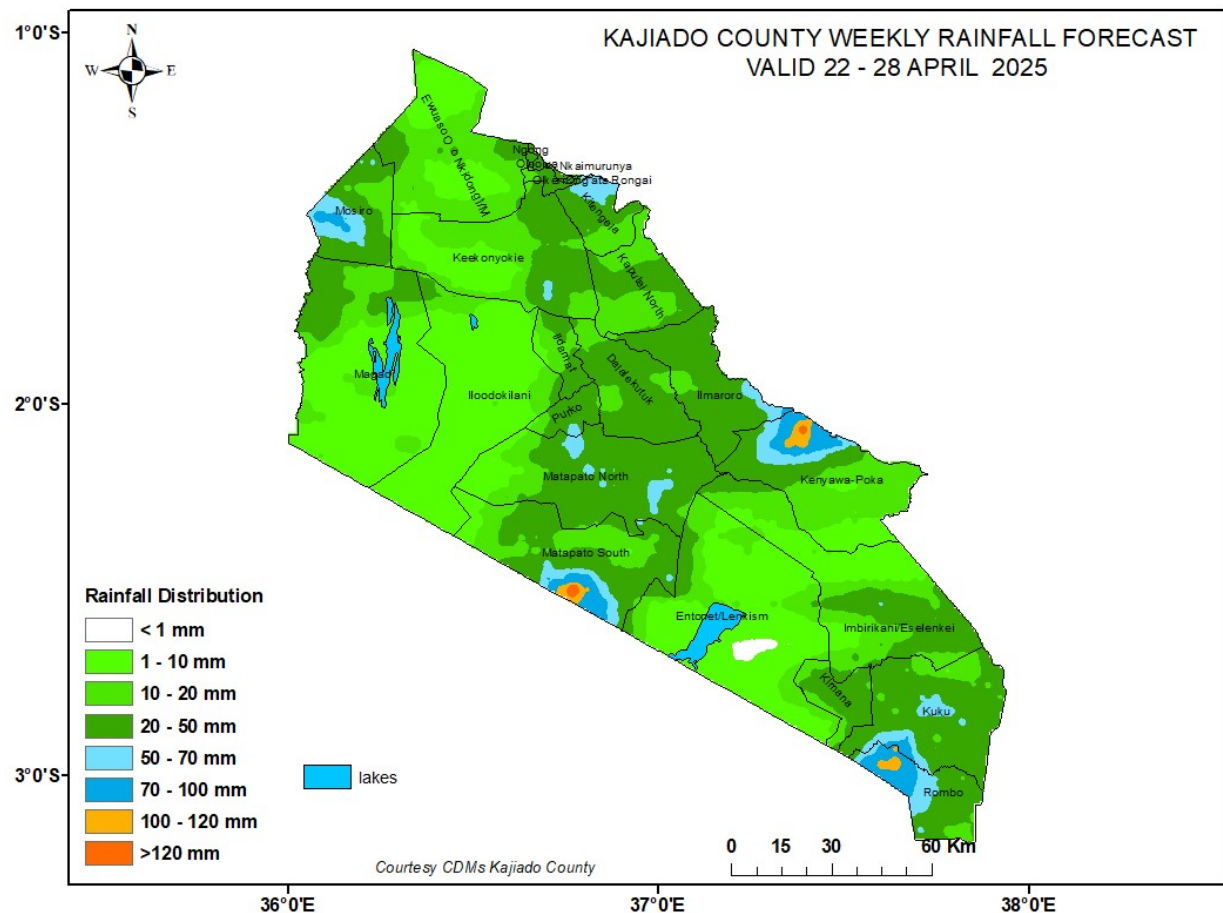 KAJIADO COUNTY WEEKLY RAINFALL FORECAST
VALID 22 - 28 APRIL 2025
1°0'S
2°0'S
3°0'S
N
W
E
S
Ngong
Nkaimurunya
Rongai
Kitengela
Mosiro
Keekonyokie
Kaputei North
Magadi
Iloodokilani
Ildamat
Purko
Dalalekutuk
Ilmaroro
Matapato North
Kenyawa-Poka
Matapato South
Entonet/Lenkism
Imbirikani/Eselenkei
Kimana
Kuku
Rombo
Rainfall Distribution
< 1 mm
1 - 10 mm
10 - 20 mm
20 - 50 mm
50 - 70 mm
70 - 100 mm
100 - 120 mm
>120 mm
lakes
Courtesy CDMs Kajiado County
0 15 30 60 Km
36°0'E
37°0'E
38°0'E